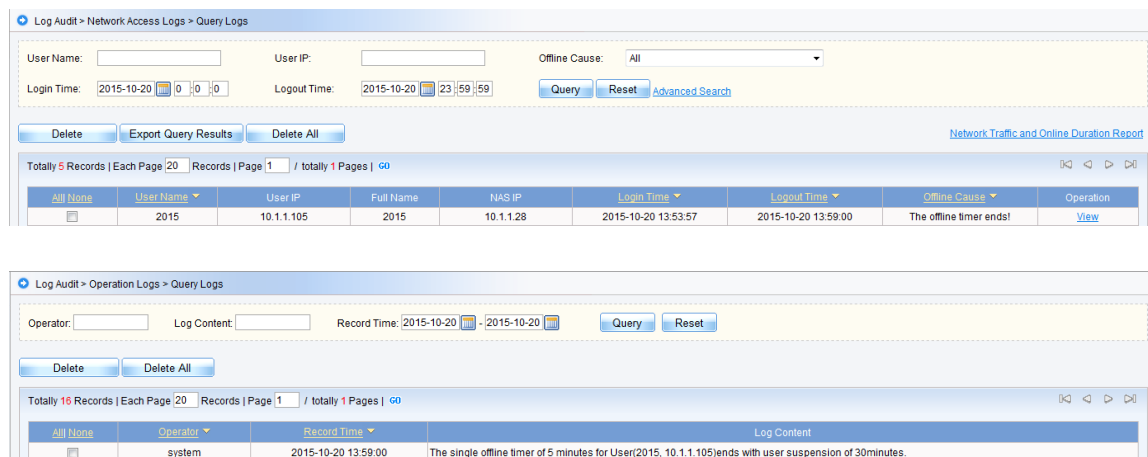 Log Audit > Network Access Logs > Query Logs
User Name: User IP: Offline Cause: All
Login Time: 2015-10-20 0 :0 :0 Logout Time: 2015-10-20 23 :59 :59 Query Reset Advanced Search
Delete Export Query Results Delete All Network Traffic and Online Duration Report
Totally 5 Records | Each Page 20 Records | Page 1 / totally 1 Pages | GO
All| None User Name User IP Full Name NAS IP Login Time Logout Time Offline Cause Operation
2015 10.1.1.105 2015 10.1.1.28 2015-10-20 13:53:57 2015-10-20 13:59:00 The offline timer ends! View
Log Audit > Operation Logs > Query Logs
Operator: Log Content: Record Time: 2015-10-20 - 2015-10-20 Query Reset
Delete Delete All
Totally 16 Records | Each Page 20 Records | Page 1 / totally 1 Pages | GO
All| None Operator Record Time Log Content
system 2015-10-20 13:59:00 The single offline timer of 5 minutes for User(2015, 10.1.1.105)ends with user suspension of 30minutes.